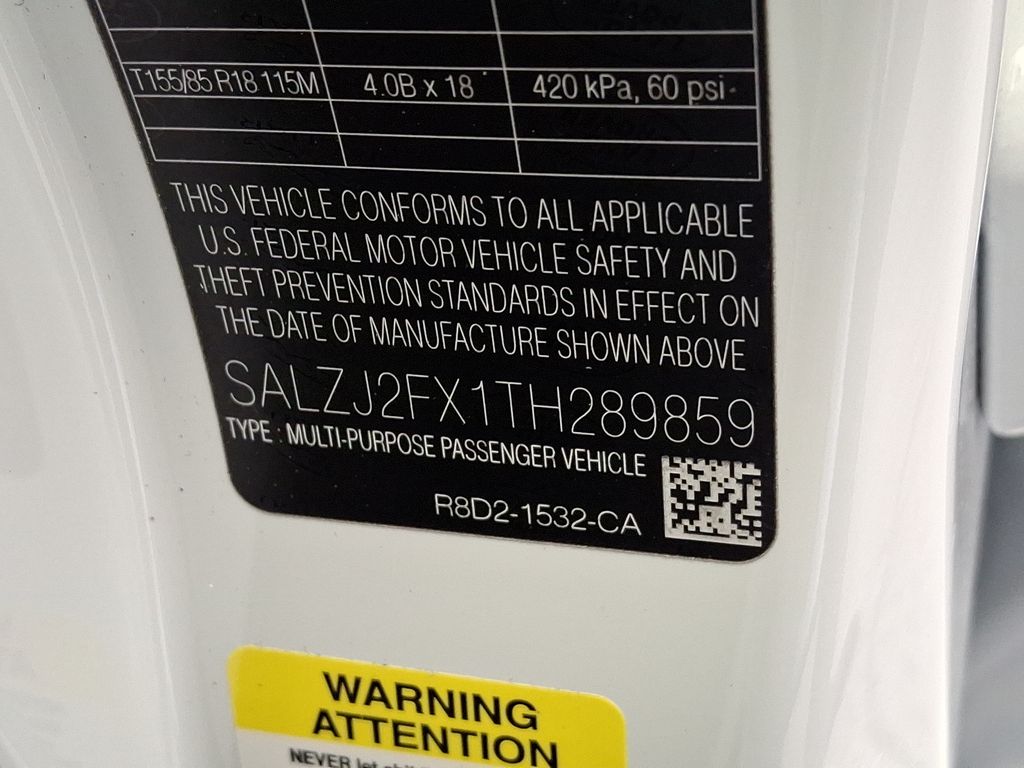 T155/85 R18 115M 4.0B x 18 420 kPa, 60 psi
THIS VEHICLE CONFORMS TO ALL APPLICABLE
U.S. FEDERAL MOTOR VEHICLE SAFETY AND
THEFT PREVENTION STANDARDS IN EFFECT ON
THE DATE OF MANUFACTURE SHOWN ABOVE
SALZJ2FX1TH289859
TYPE : MULTI-PURPOSE PASSENGER VEHICLE
R8D2-1532-CA
WARNING
ATTENTION
NEVER let